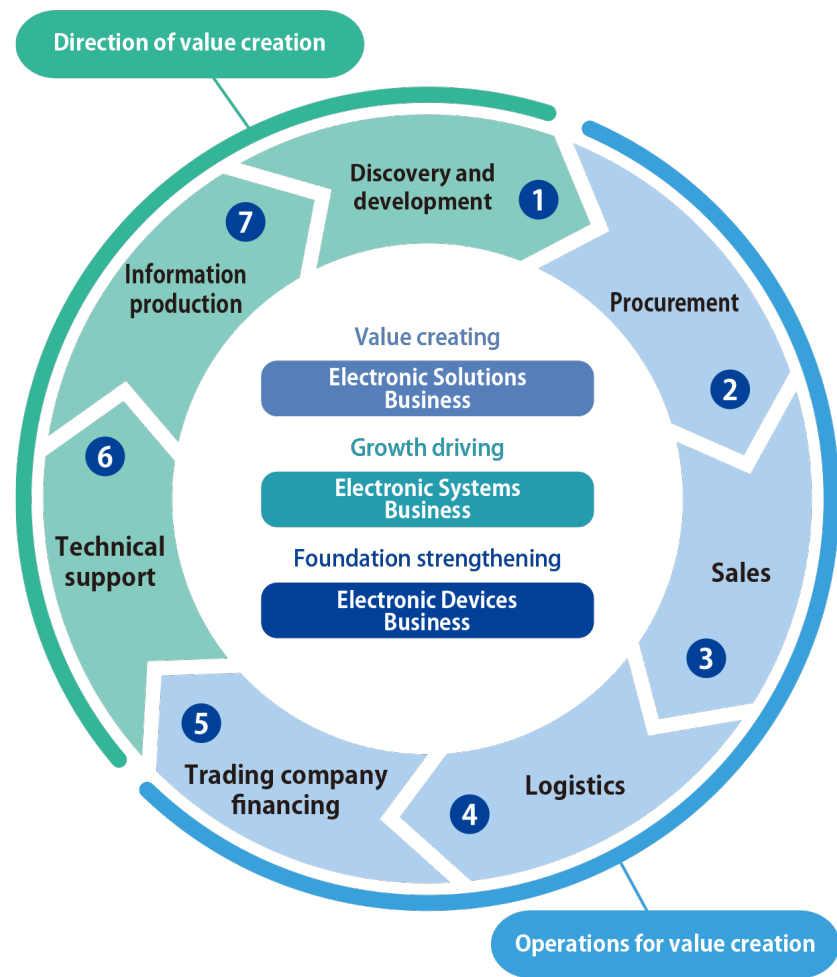 Direction of value creation
Discovery and
development
1
Procurement
2
Sales
3
Logistics
4
Trading company
financing
5
Technical
support
6
Information
production
7
Value creating
Electronic Solutions
Business
Growth driving
Electronic Systems
Business
Foundation strengthening
Electronic Devices
Business
Operations for value creation